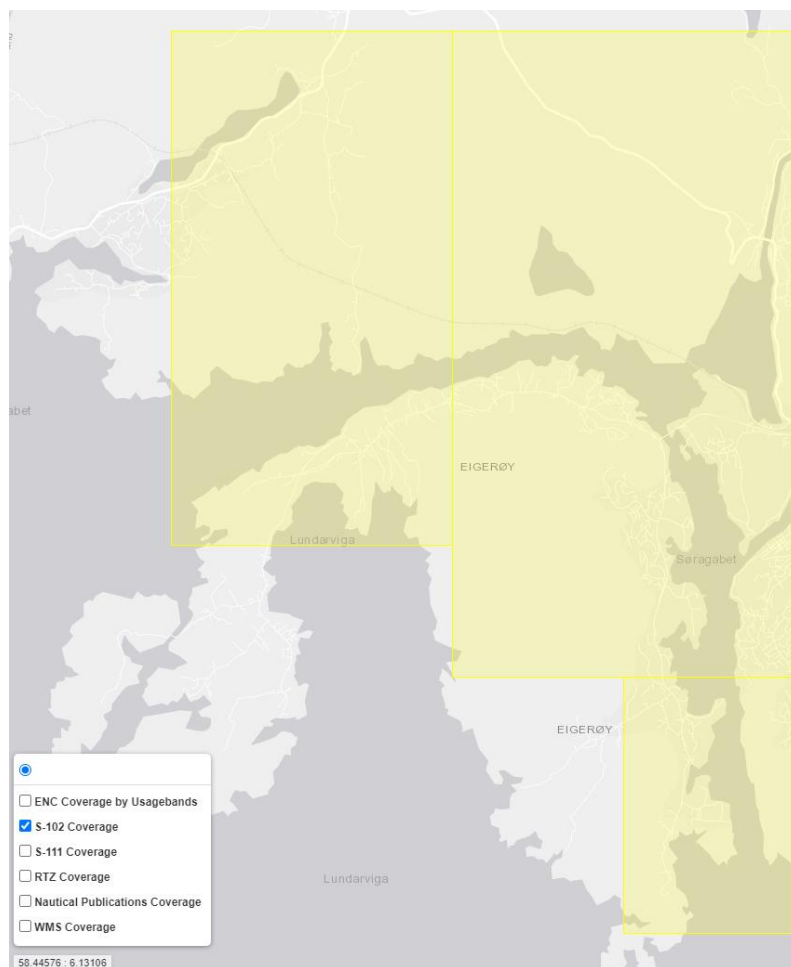 abet
EIGERØY
Lundarviga
Søragabet
EIGERØY
Lundarviga
ENC Coverage by Usagebands
S-102 Coverage
S-111 Coverage
RTZ Coverage
Nautical Publications Coverage
WMS Coverage
58.44576 : 6.13106